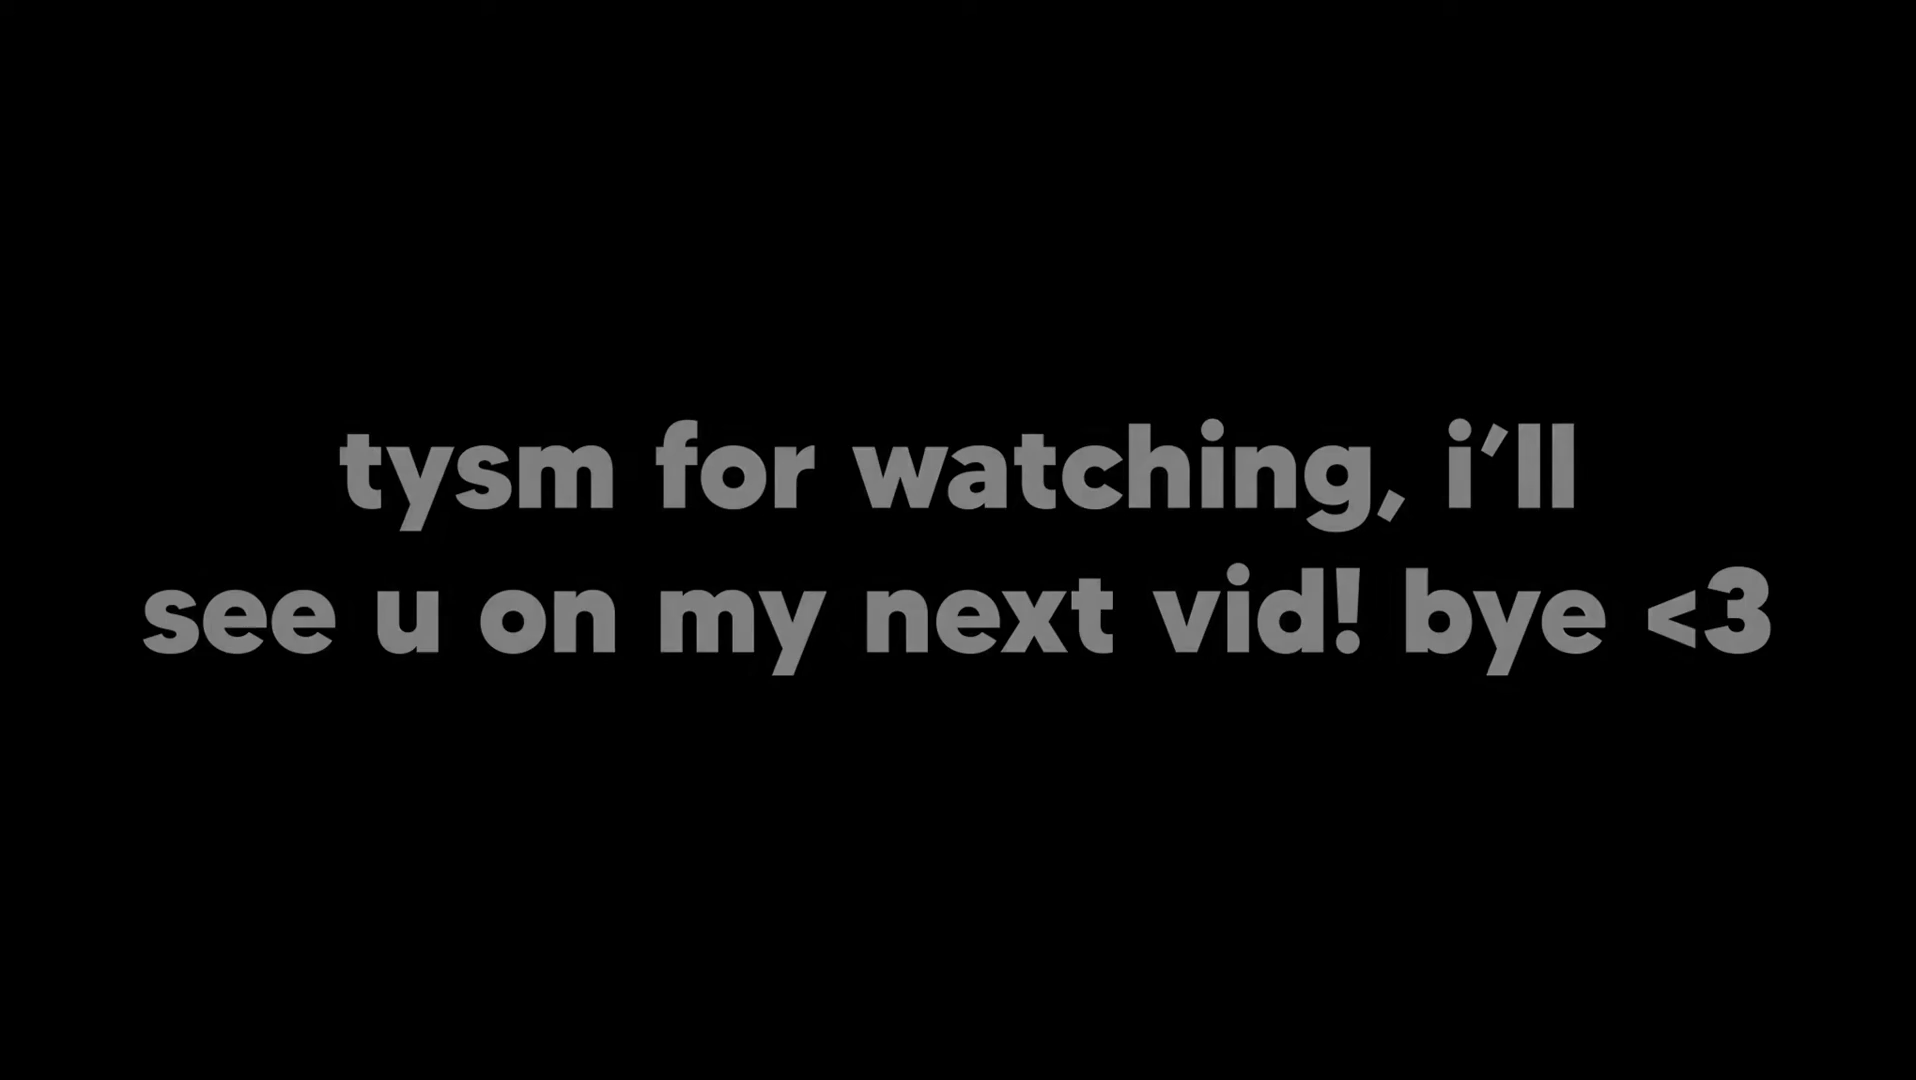 tysm for watching, i’ll
see u on my next vid! bye <3